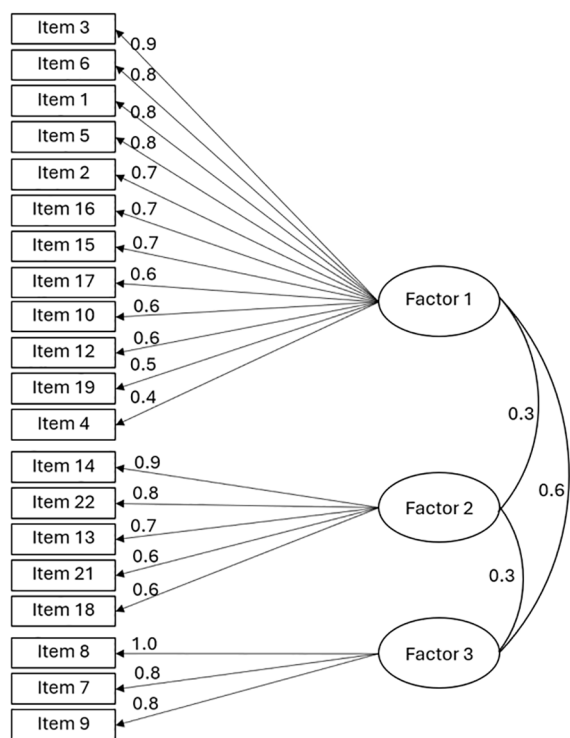 Item 3
0.9
Item 6
0.8
Item 1
0.8
Item 5
0.8
Item 2
0.7
Item 16
0.7
Item 15
0.7
Item 17
0.6
Item 10
0.6
Item 12
0.6
Item 19
0.5
Item 4
0.4
Factor 1
0.3
0.6
Item 14
0.9
Item 22
0.8
Item 13
0.7
Item 21
0.6
Item 18
0.6
Factor 2
0.3
Item 8
1.0
Item 7
0.8
Item 9
0.8
Factor 3